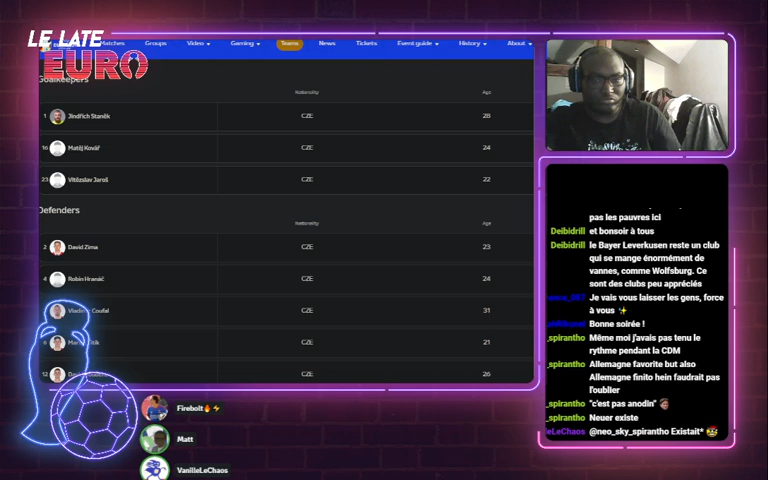 LE LATE
EURO
Matches Groups Video Gaming Teams News Tickets Event guide History About
Goalkeepers
Nationality Age
1 Jindřich Staněk CZE 28
16 Matěj Kovář CZE 24
23 Vítězslav Jaroš CZE 22
Defenders
Nationality Age
2 David Zima CZE 23
4 Robin Hranáč CZE 24
Coufal CZE 31
CZE 21
12 CZE 26
pas les pauvres ici
Deibidrill et bonsoir à tous
Deibidrill le Bayer Leverkusen reste un club
qui se mange énormément de
vannes, comme Wolfsburg. Ce
sont des clubs peu appréciés
Je vais vous laisser les gens, force
à vous
Bonne soirée !
_spirantho Même moi j'avais pas tenu le
rythme pendant la CDM
_spirantho Allemagne favorite but also
Allemagne finito hein faudrait pas
l'oublier
_spirantho "c'est pas anodin"
_spirantho Neuer existe
leLeChaos @neo_sky_spirantho Existait*
Firebolt
Matt
VanilleLeChaos